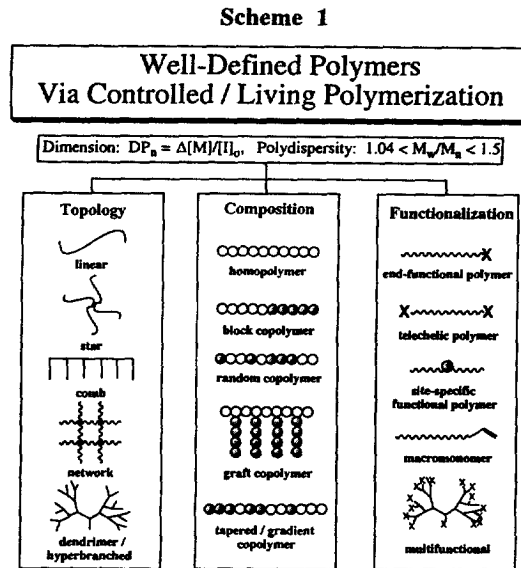 Scheme 1
Well-Defined Polymers
Via Controlled / Living Polymerization
Dimension: DPn = Δ[M]/[I]o, Polydispersity: 1.04 < Mw/Mn < 1.5
Topology
linear
star
comb
network
dendrimer /
hyperbranched
Composition
homopolymer
block copolymer
random copolymer
graft copolymer
tapered / gradient
copolymer
Functionalization
X
end-functional polymer
X X
telechelic polymer
site-specific
functional polymer
macromonomer
multifunctional